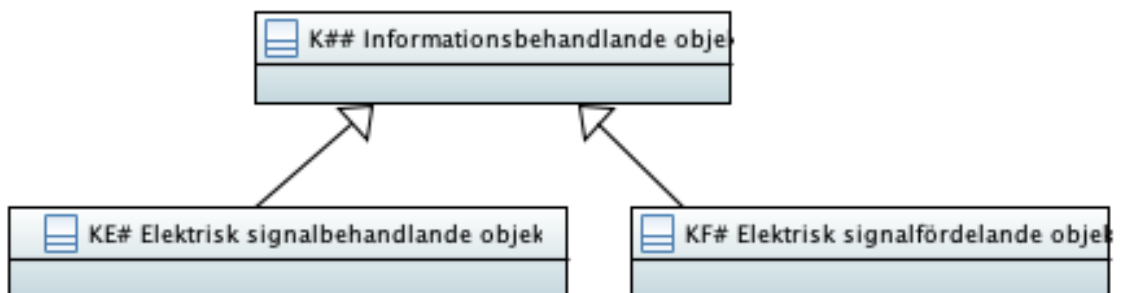 K## Informationsbehandlande obje
KE# Elektrisk signalbehandlande objek
KF# Elektrisk signalfördelande objek